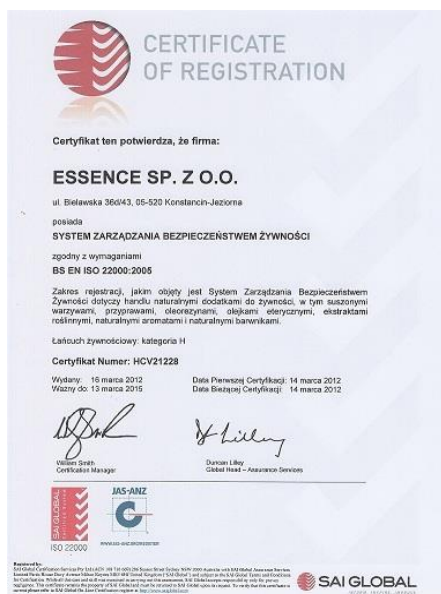 CERTIFICATE
OF REGISTRATION
Certyfikat ten potwierdza, że firma:
ESSENCE SP. Z O.O.
ul. Bielawska 36d/43, 05-520 Konstancin-Jeziorna
posiada
SYSTEM ZARZĄDZANIA BEZPIECZEŃSTWEM ŻYWNOŚCI
zgodny z wymaganiami
BS EN ISO 22000:2005
Zakres rejestracji, jakim objęty jest System Zarządzania Bezpieczeństwem
Żywności dotyczy handlu naturalnymi dodatkami do żywności, w tym suszonymi
warzywami, przyprawami, oleorezynami, olejkami eterycznymi, ekstraktami
roślinnymi, naturalnymi aromatami i naturalnymi barwnikami.
Łańcuch żywnościowy: kategoria H
Certyfikat Numer: HCV21228
Wydany: 16 marca 2012 Data Pierwszej Certyfikacji: 14 marca 2012
Ważny do: 13 marca 2015 Data Bieżącej Certyfikacji: 14 marca 2012
William Smith Duncan Lilley
Certification Manager Global Head – Assurance Services
SAI GLOBAL
ISO 22000
JAS-ANZ
Registered by:
SAI GLOBAL